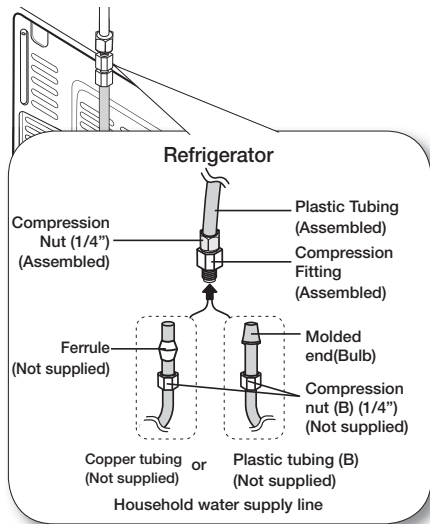 Refrigerator
Compression
Nut (1/4”)
(Assembled)
Plastic Tubing
(Assembled)
Compression
Fitting
(Assembled)
Ferrule
(Not supplied)
Molded
end(Bulb)
Compression
nut (B) (1/4”)
(Not supplied)
Copper tubing
(Not supplied)
or
Plastic tubing (B)
(Not supplied)
Household water supply line